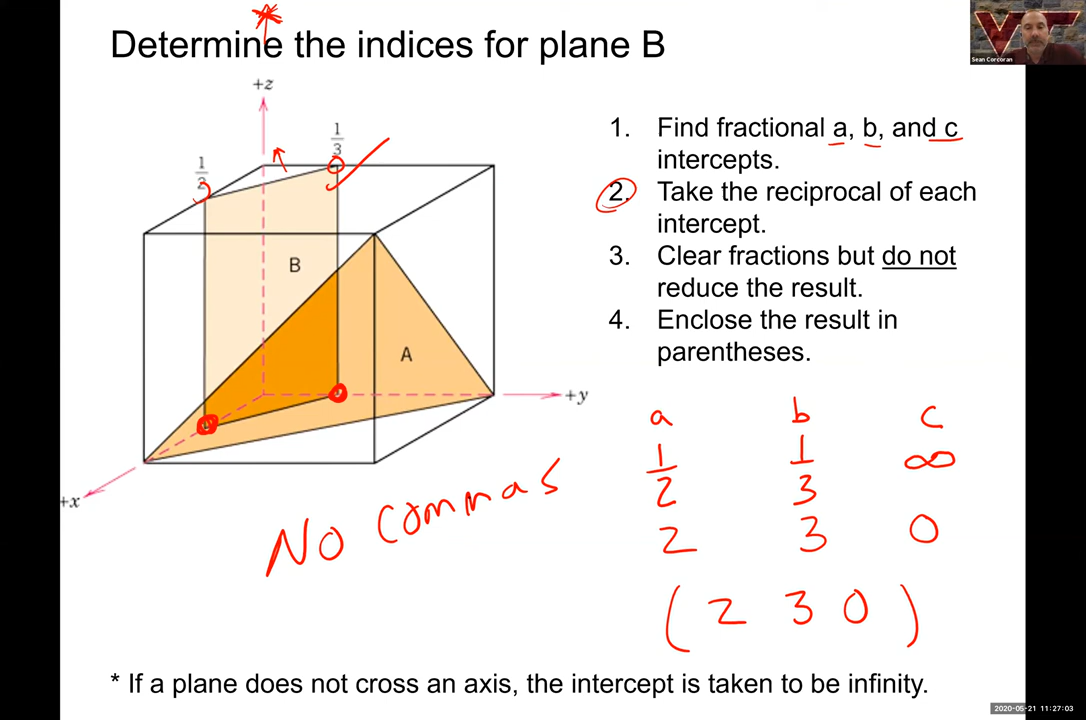 Determine the indices for plane B
*
VT
Sean Corcoran
+z
1
3
1
2
B
A
+y
+x
1. Find fractional a, b, and c
intercepts.
2. Take the reciprocal of each
intercept.
3. Clear fractions but do not
reduce the result.
4. Enclose the result in
parentheses.
a b c
1 1 ∞
2 3
2 3 0
(2 3 0)
No commas
* If a plane does not cross an axis, the intercept is taken to be infinity.
2020-05-21 11:27:03